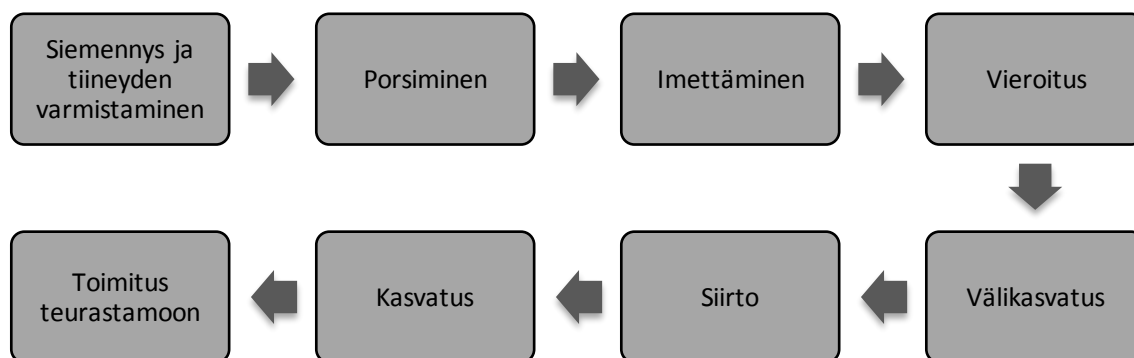 Siemennys ja
tiineyden
varmistaminen
Porsiminen
Imettäminen
Vieroitus
Välikasvatus
Siirto
Kasvatus
Toimitus
teurastamoon